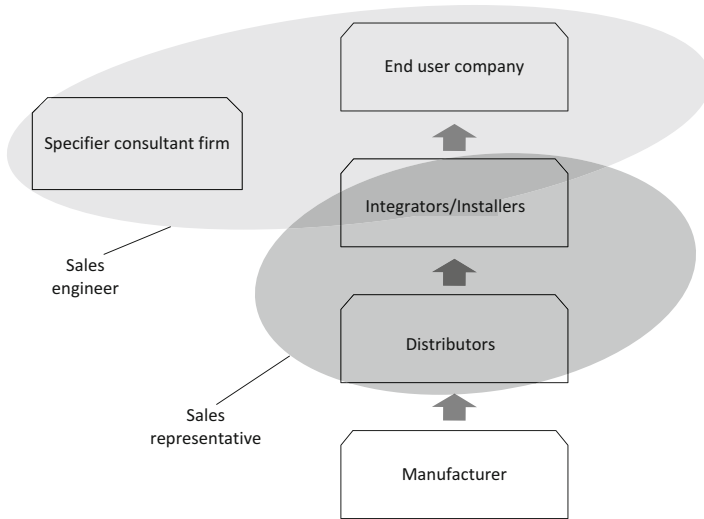 End user company
Specifier consultant firm
Integrators/Installers
Sales
engineer
Distributors
Sales
representative
Manufacturer